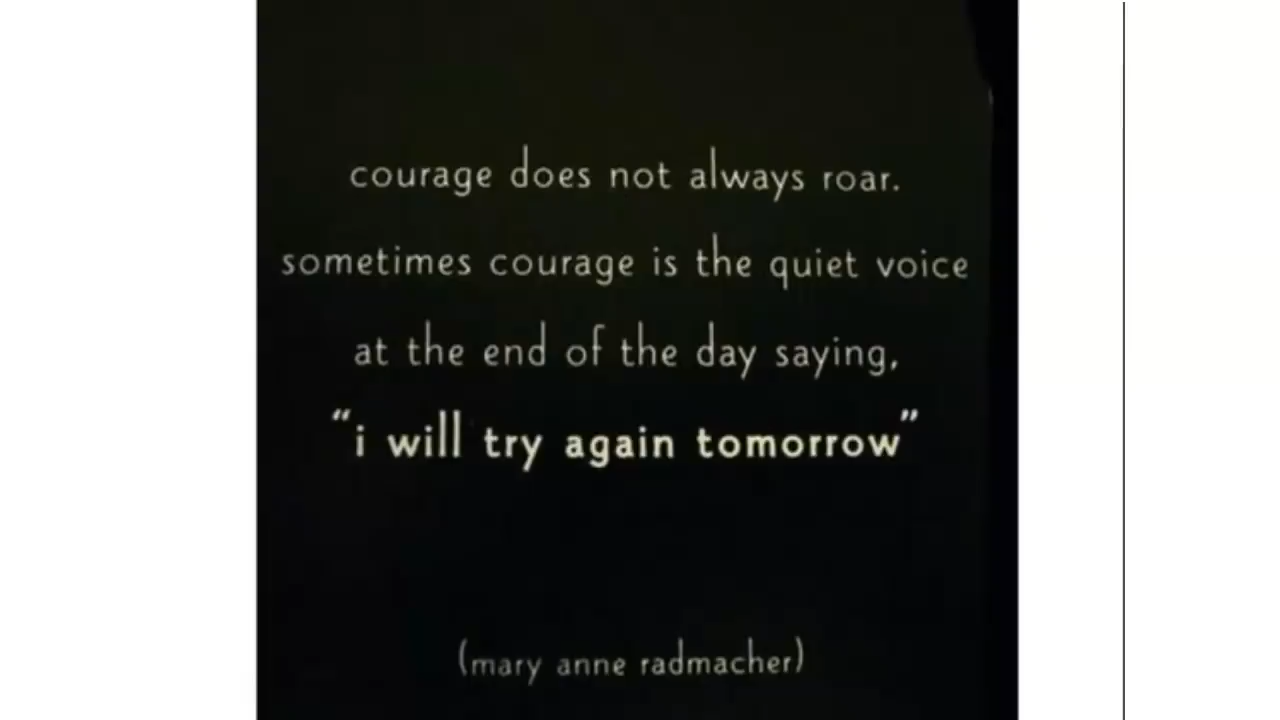 courage does not always roar.
sometimes courage is the quiet voice
at the end of the day saying,
“i will try again tomorrow”
(mary anne radmacher)